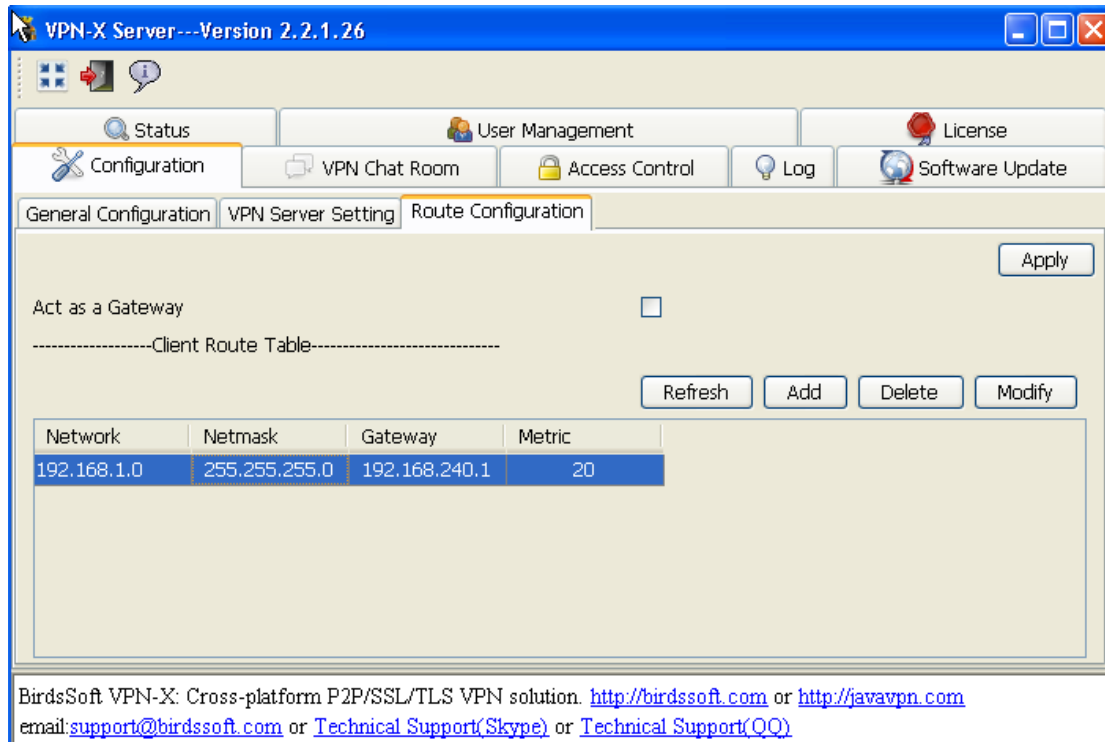 VPN-X Server---Version 2.2.1.26
Status User Management License
Configuration VPN Chat Room Access Control Log Software Update
General Configuration VPN Server Setting Route Configuration
Apply
Act as a Gateway
-------------------Client Route Table------------------------------
Refresh Add Delete Modify
Network Netmask Gateway Metric
192.168.1.0 255.255.255.0 192.168.240.1 20
BirdsSoft VPN-X: Cross-platform P2P/SSL/TLS VPN solution. http://birdssoft.com or http://javavpn.com
email:support@birdssoft.com or Technical Support(Skype) or Technical Support(QQ)